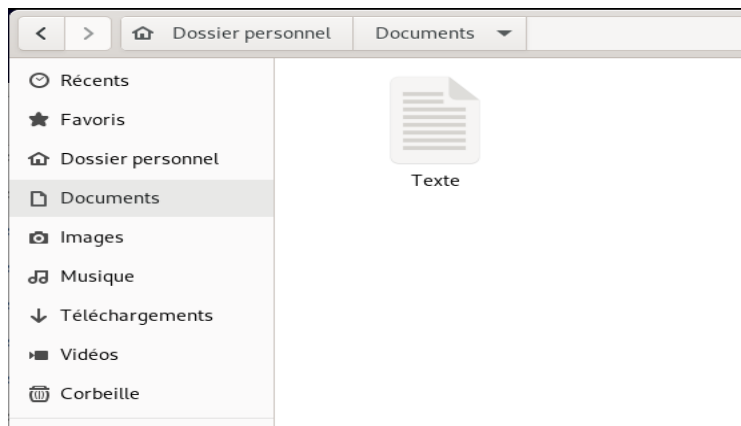 Dossier personnel Documents
Récents
Favoris
Dossier personnel
Documents
Images
Musique
Téléchargements
Vidéos
Corbeille
Texte